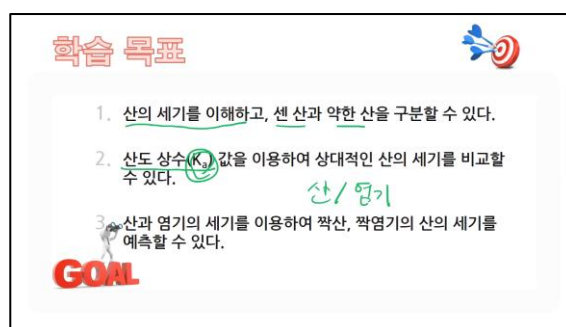 학습 목표
1. 산의 세기를 이해하고, 센 산과 약한 산을 구분할 수 있다.
2. 산도 상수(Ka) 값을 이용하여 상대적인 산의 세기를 비교할
수 있다.
산/염기
3. 산과 염기의 세기를 이용하여 짝산, 짝염기의 산의 세기를
예측할 수 있다.
GOAL